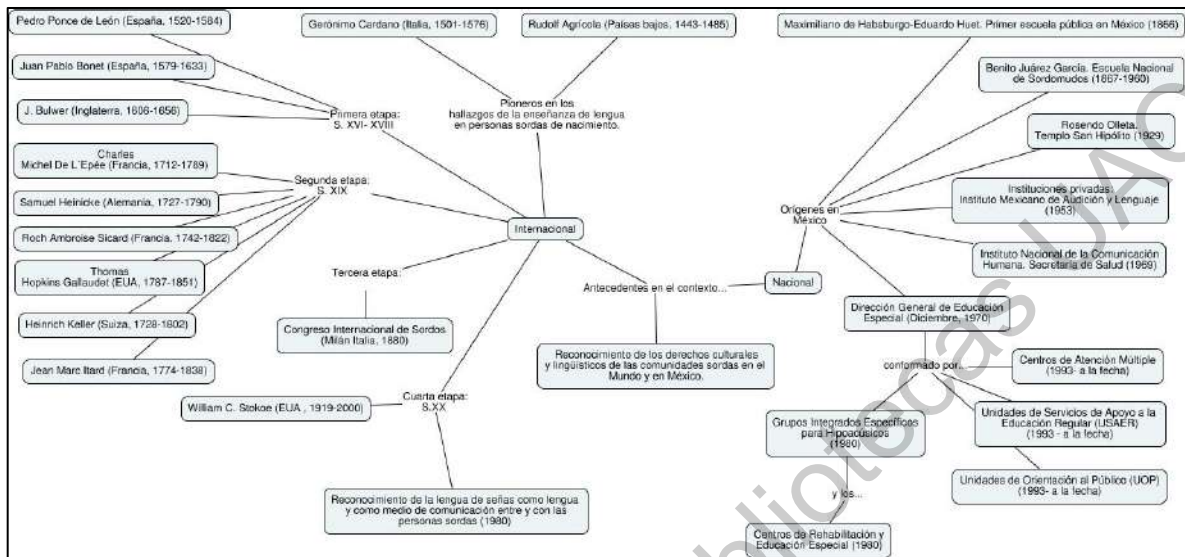 Pedro Ponce de León (España, 1520-1584)
Gerónimo Cardano (Italia, 1501-1576)
Rudolf Agrícola (Países bajos, 1443-1485)
Maximiliano de Habsburgo-Eduardo Huet. Primer escuela pública en México (1866)
Juan Pablo Bonet (España, 1579-1633)
J. Bulwer (Inglaterra, 1606-1656)
Primera etapa:
S. XVI- XVIII
Pioneros en los
hallazgos de la enseñanza de lengua
en personas sordas de nacimiento.
Benito Juárez García. Escuela Nacional
de Sordomudos (1867-1960)
Rosendo Olleta.
Templo San Hipólito (1929)
Charles
Michel De L´Epée (Francia, 1712-1789)
Segunda etapa:
S. XIX
Samuel Heinicke (Alemania, 1727-1790)
Roch Ambroise Sicard (Francia, 1742-1822)
Thomas
Hopkins Gallaudet (EUA, 1787-1851)
Heinrich Keller (Suiza, 1728-1802)
Jean Marc Itard (Francia, 1774-1838)
Internacional
Orígenes en
México
Instituciones privadas:
Instituto Mexicano de Audición y Lenguaje
(1953)
Instituto Nacional de la Comunicación
Humana. Secretaría de Salud (1969)
Tercera etapa:
Congreso Internacional de Sordos
(Milán Italia, 1880)
Antecedentes en el contexto...
Nacional
Dirección General de Educación
Especial (Diciembre, 1970)
Reconocimiento de los derechos culturales
y lingüísticos de las comunidades sordas en el
Mundo y en México.
conformado por...
Centros de Atención Múltiple
(1993- a la fecha)
Cuarta etapa:
S.XX
William C. Stokoe (EUA , 1919-2000)
Grupos Integrados Específicos
para Hipoacúsicos
(1980)
Unidades de Servicios de Apoyo a la
Educación Regular (USAER)
(1993 - a la fecha)
Unidades de Orientación al Público (UOP)
(1993- a la fecha)
Reconocimiento de la lengua de señas como lengua
y como medio de comunicación entre y con
las personas sordas (1980)
y los...
Centros de Rehabilitación y
Educación Especial (1980)